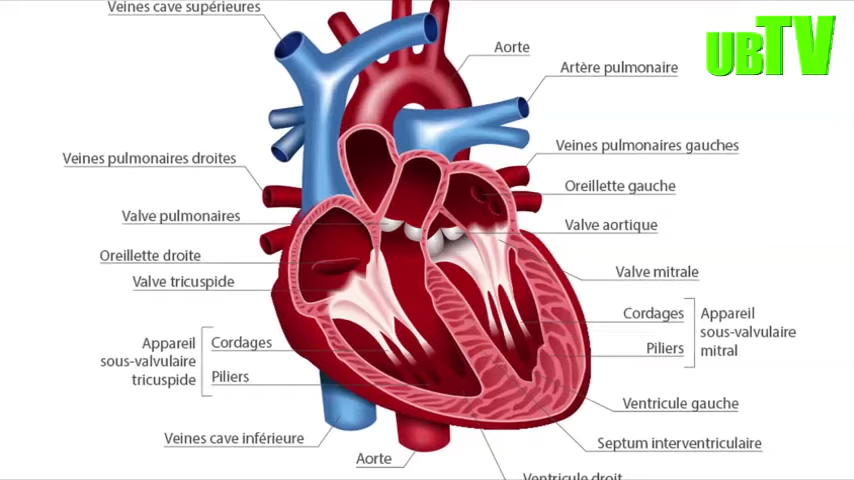 Veines cave supérieures
UBTV
Aorte
Artère pulmonaire
Veines pulmonaires gauches
Veines pulmonaires droites
Oreillette gauche
Valve pulmonaires
Valve aortique
Oreillette droite
Valve mitrale
Valve tricuspide
Cordages
Appareil
sous-valvulaire
mitral
Piliers
Appareil
sous-valvulaire
tricuspide
Cordages
Piliers
Ventricule gauche
Veines cave inférieure
Septum interventriculaire
Aorte
Ventricule droit